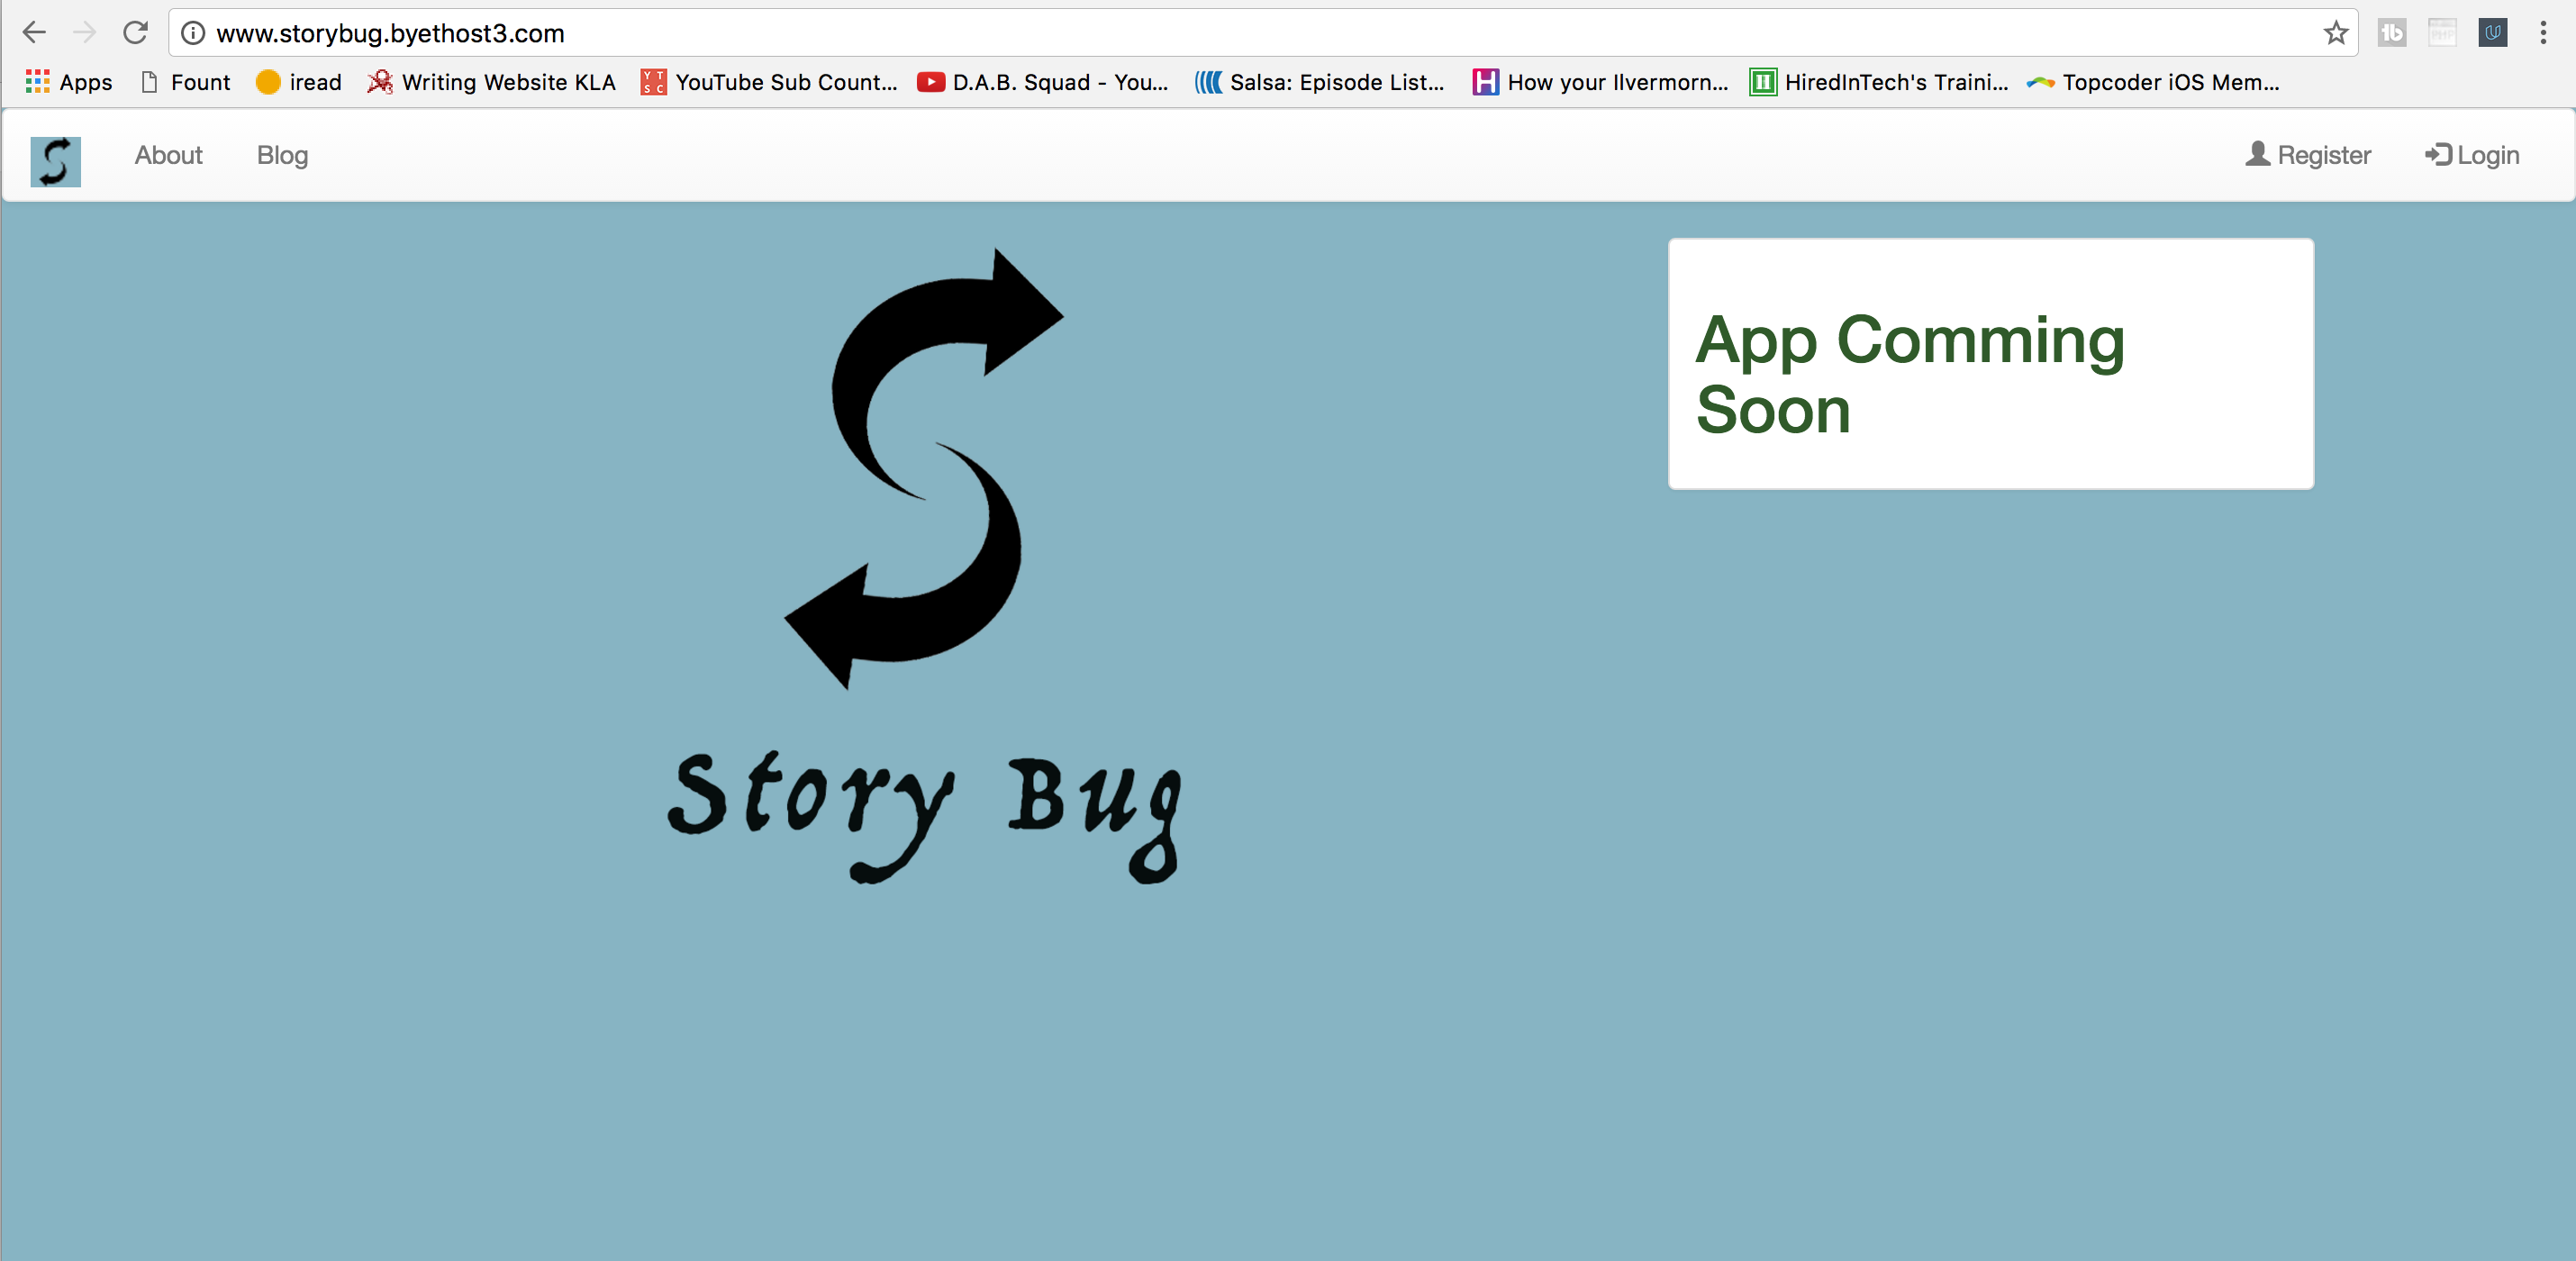 www.storybug.byethost3.com
Apps Fount iread Writing Website KLA YouTube Sub Count... D.A.B. Squad - You... Salsa: Episode List... How your Ilvermorn... HiredInTech's Traini... Topcoder iOS Mem...
About Blog Register Login
App Comming
Soon
Story Bug